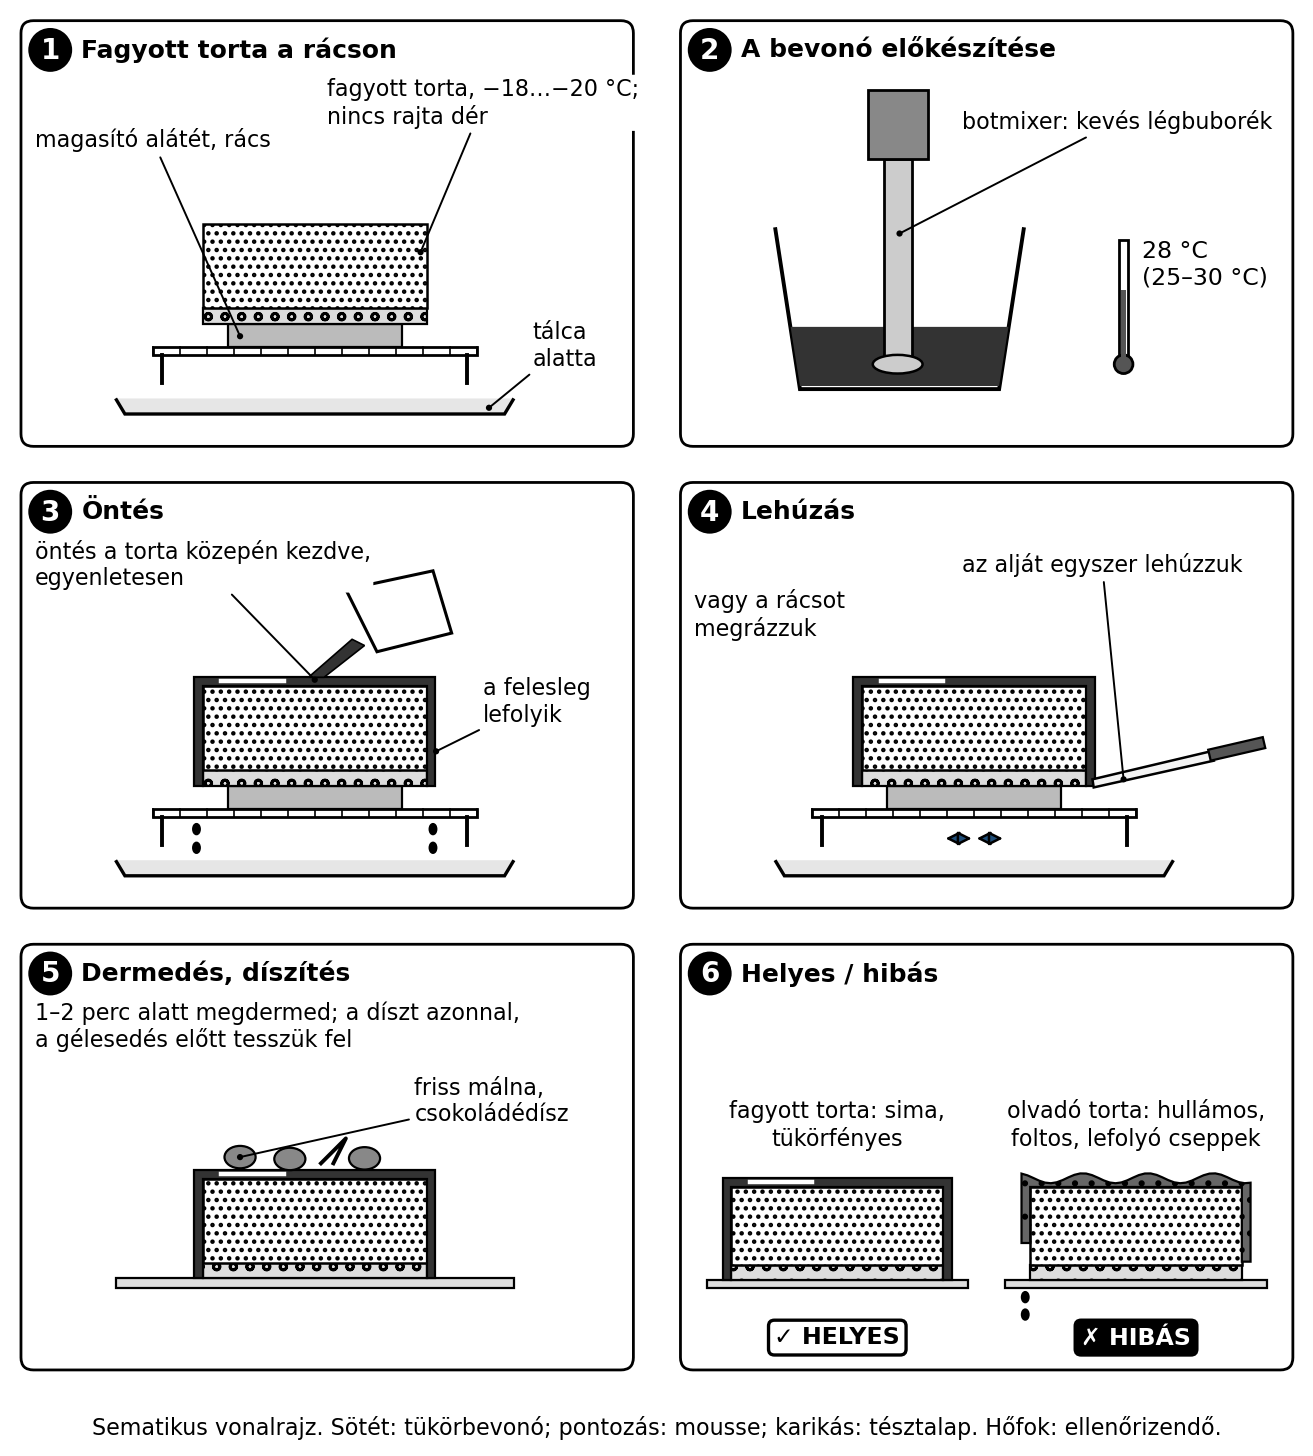 1 Fagyott torta a rácson
fagyott torta, −18…−20 °C;
nincs rajta dér
magasító alátét, rács
tálca
alatta
2 A bevonó előkészítése
botmixer: kevés légbuborék
28 °C
(25–30 °C)
3 Öntés
öntés a torta közepén kezdve,
egyenletesen
a felesleg
lefolyik
4 Lehúzás
az alját egyszer lehúzzuk
vagy a rácsot
megrázzuk
5 Dermedés, díszítés
1–2 perc alatt megdermed; a díszt azonnal,
a gélesedés előtt tesszük fel
friss málna,
csokoládédísz
6 Helyes / hibás
fagyott torta: sima,
tükörfényes
olvadó torta: hullámos,
foltos, lefolyó cseppek
✓ HELYES
✗ HIBÁS
Sematikus vonalrajz. Sötét: tükörbevonó; pontozás: mousse; karikás: tésztalap. Hőfok: ellenőrizendő.